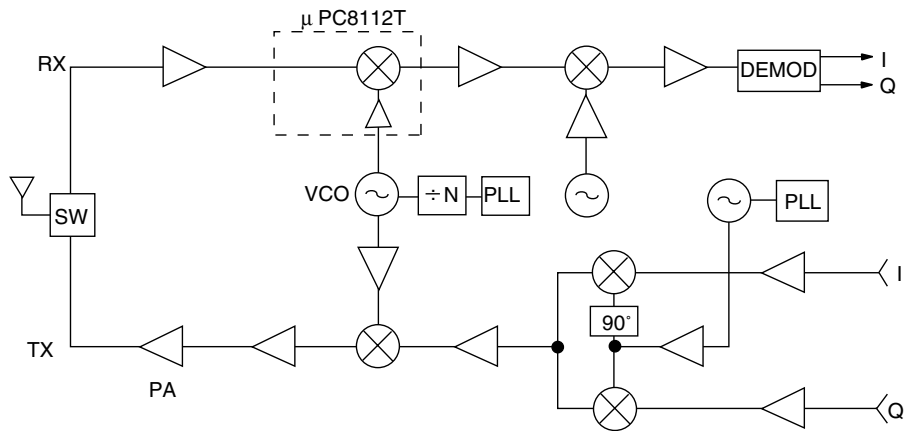 μ PC8112T
RX
DEMOD
I
Q
VCO
÷N
PLL
PLL
SW
I
90°
TX
PA
Q